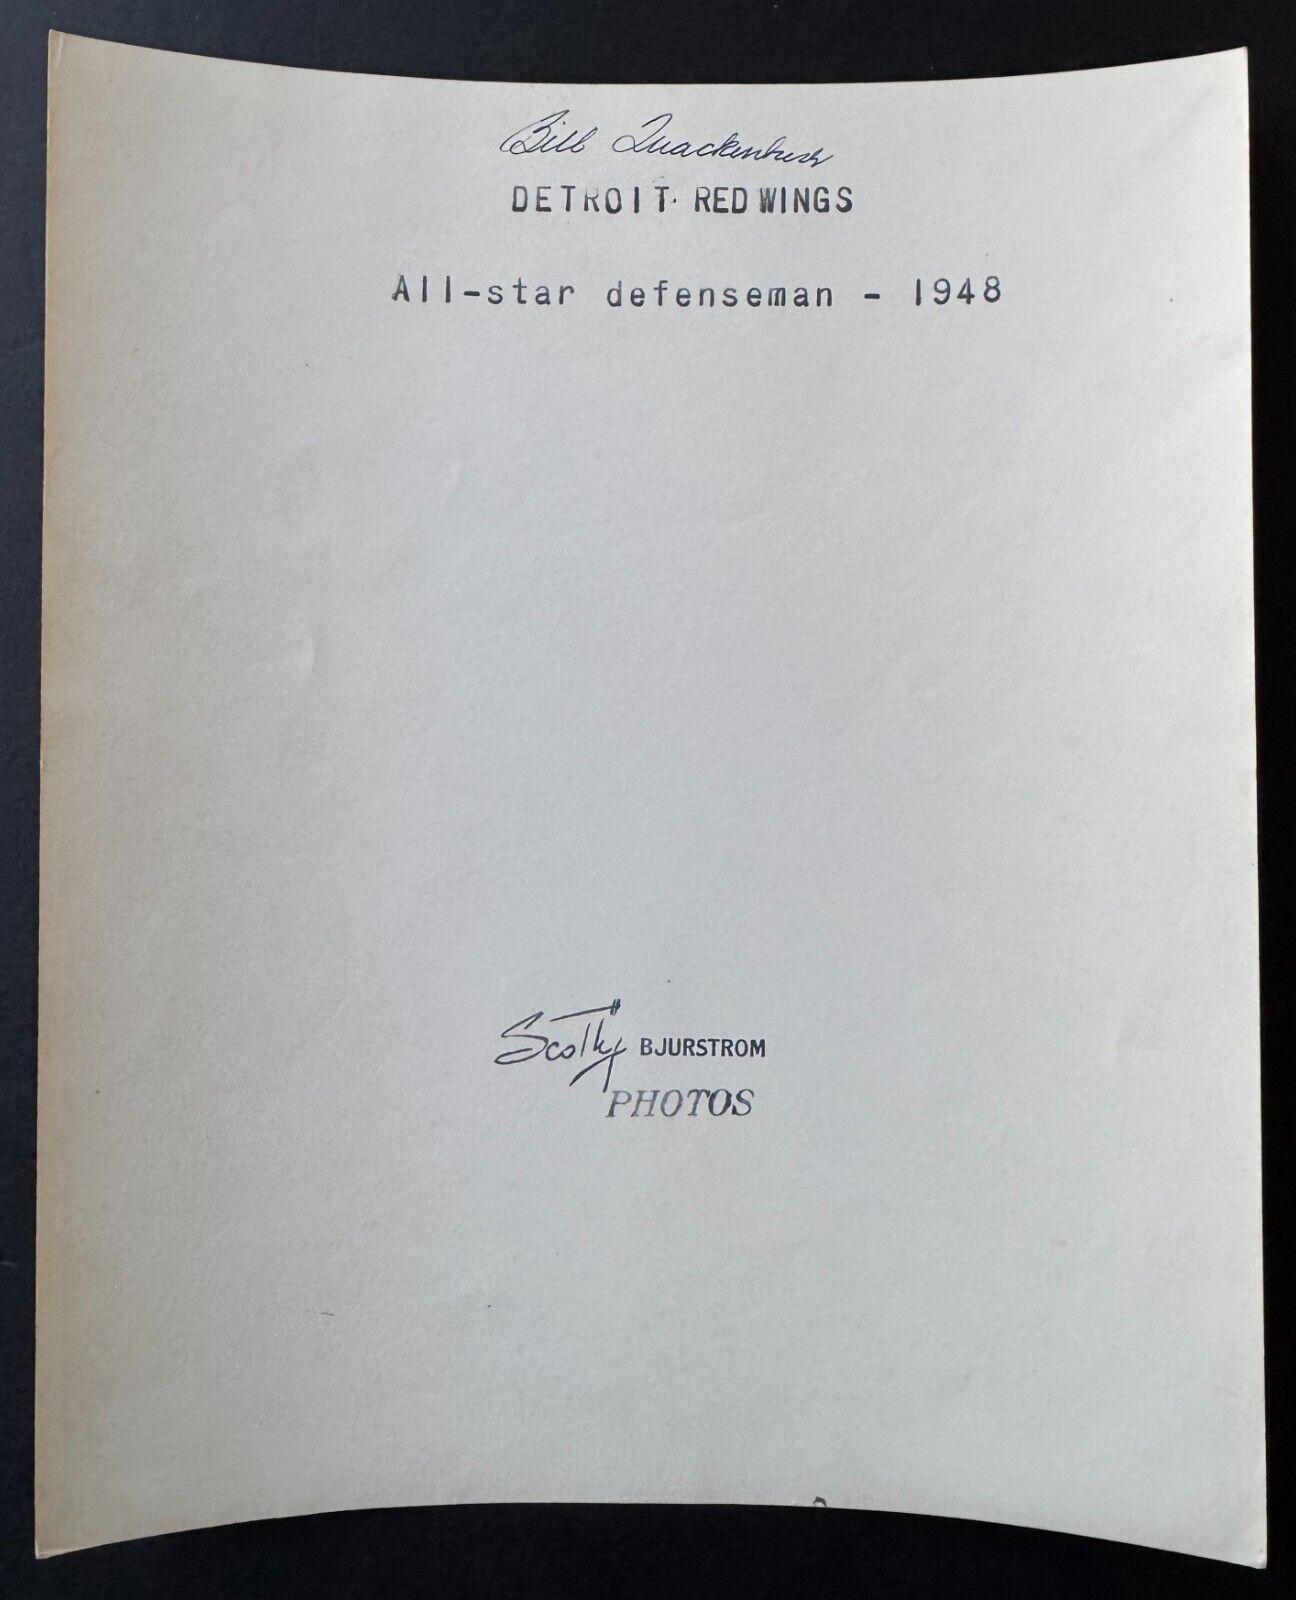 Bill Quackenbush
DETROIT RED WINGS
All-star defenseman - 1948
Scotty BJURSTROM
PHOTOS